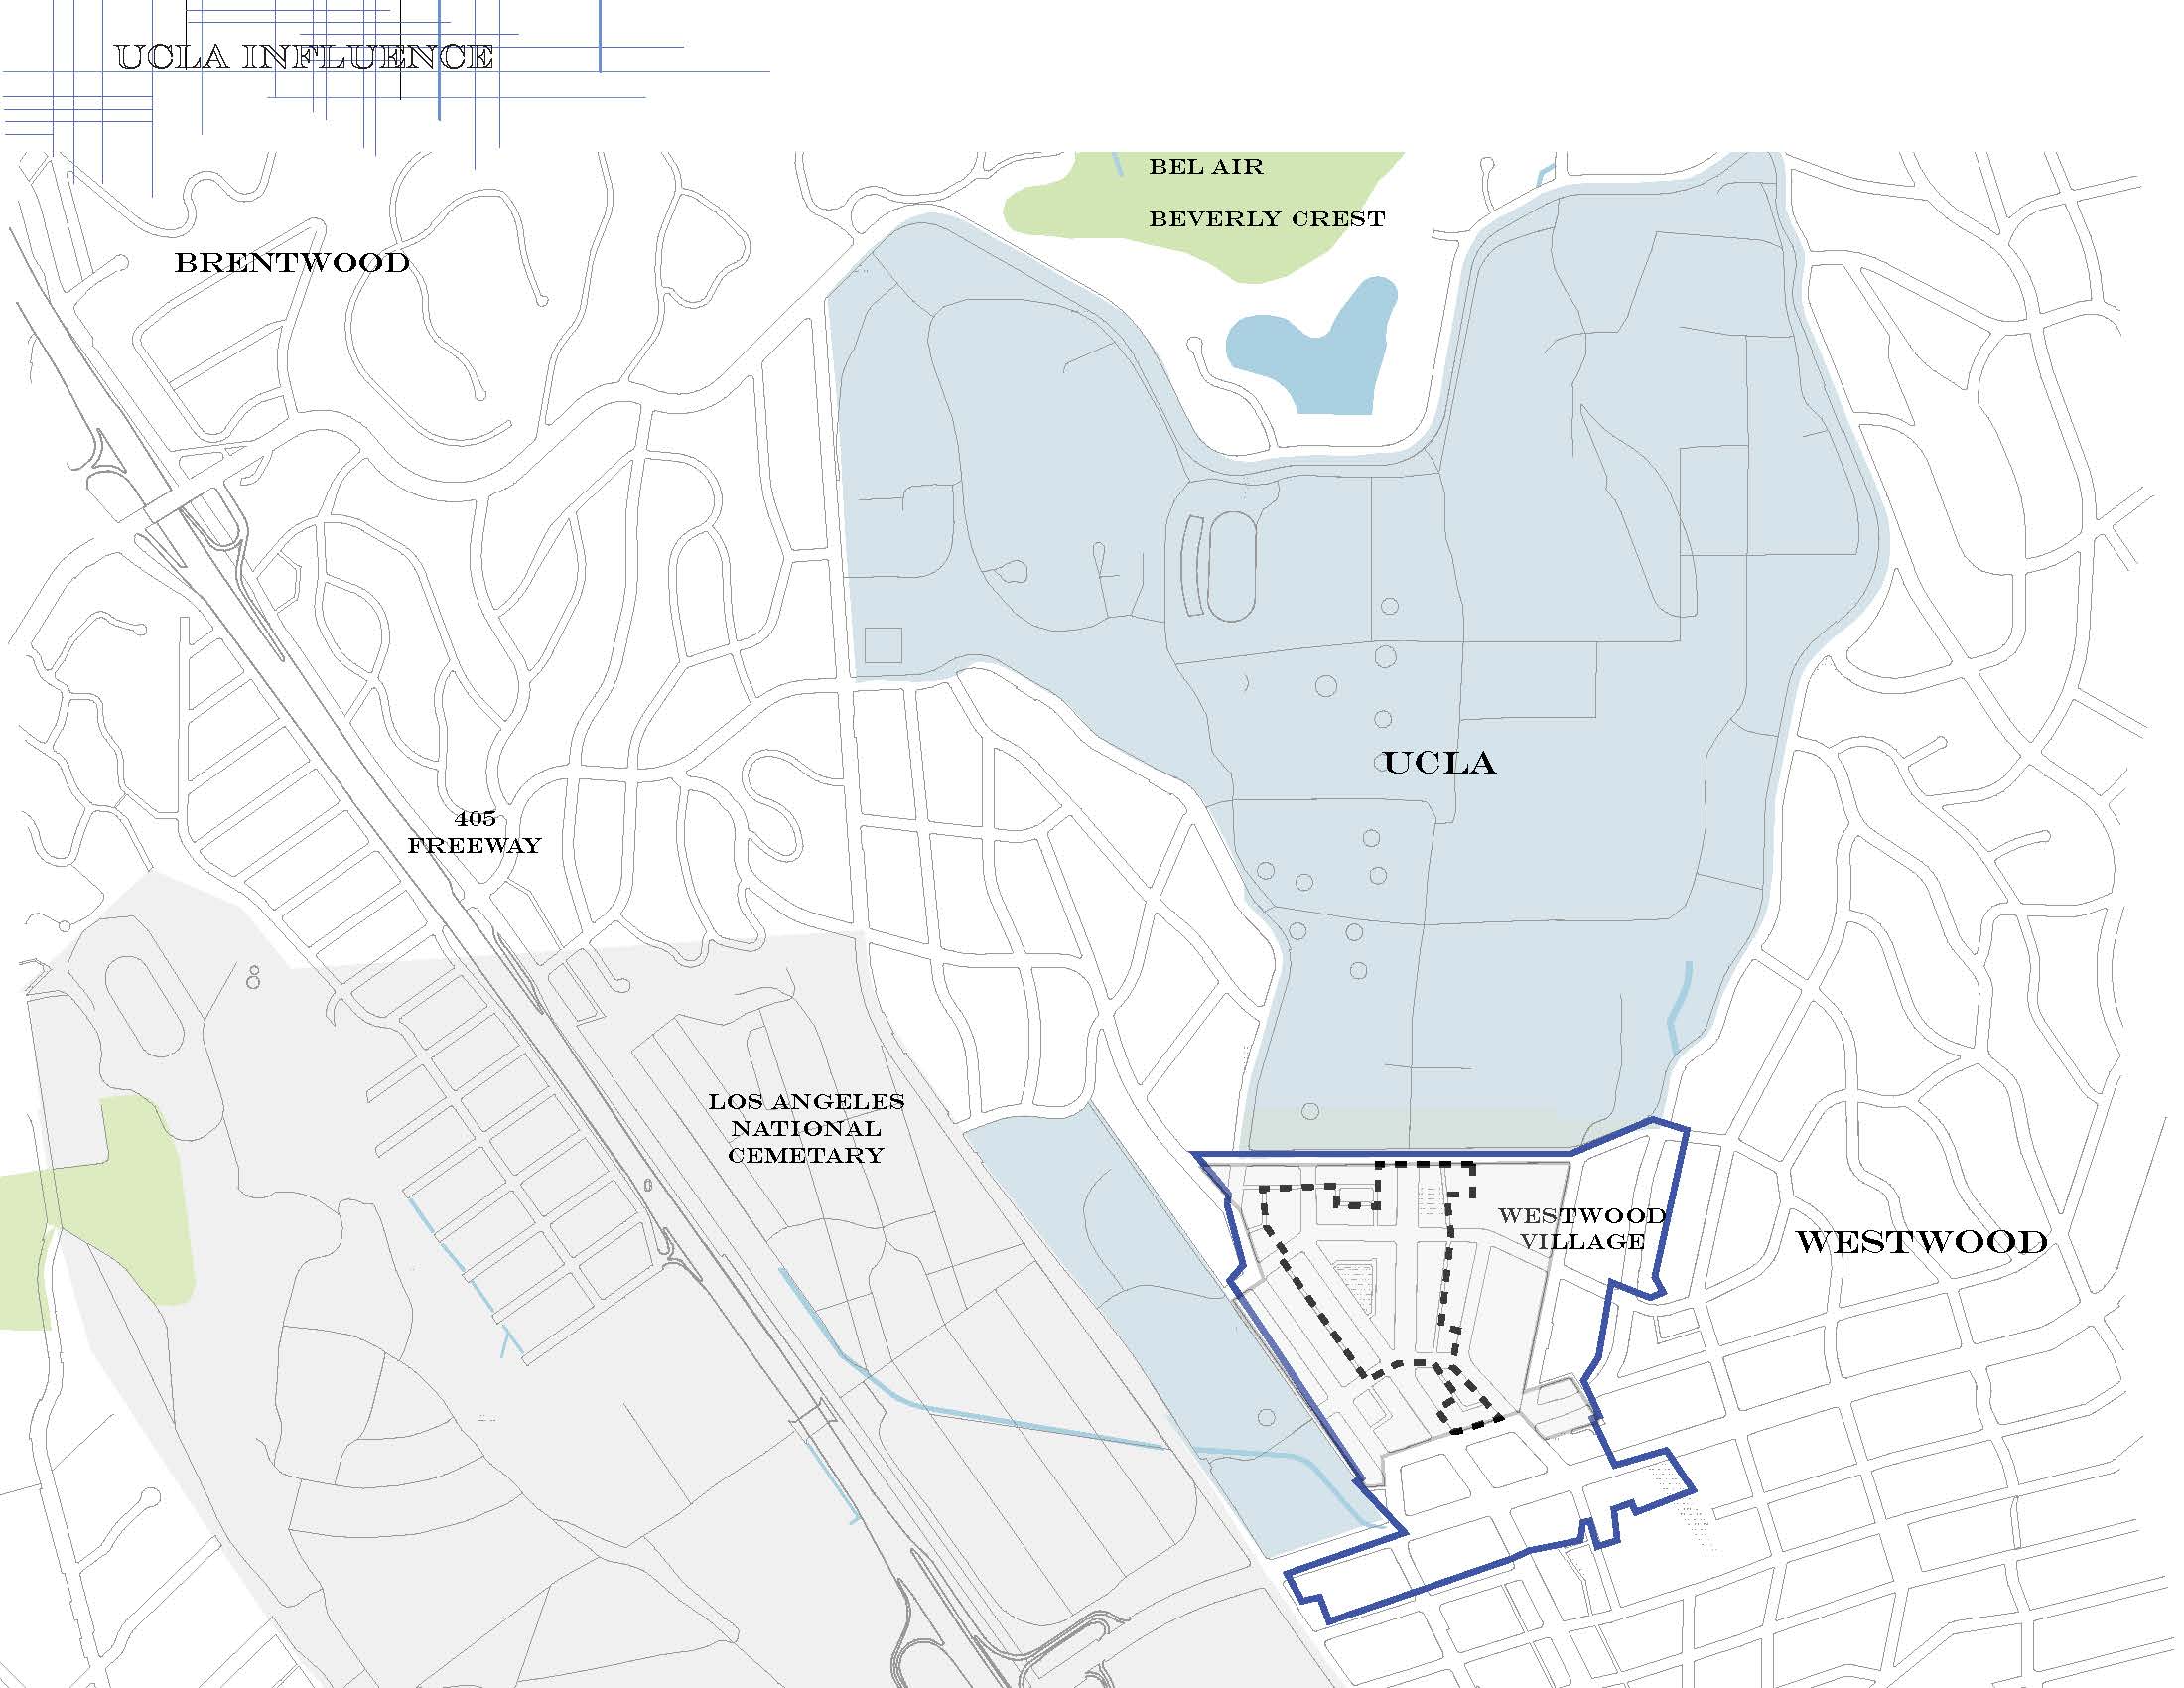 UCLA INFLUENCE
BEL AIR
BEVERLY CREST
BRENTWOOD
UCLA
405
FREEWAY
LOS ANGELES
NATIONAL
CEMETARY
WESTWOOD
VILLAGE
WESTWOOD